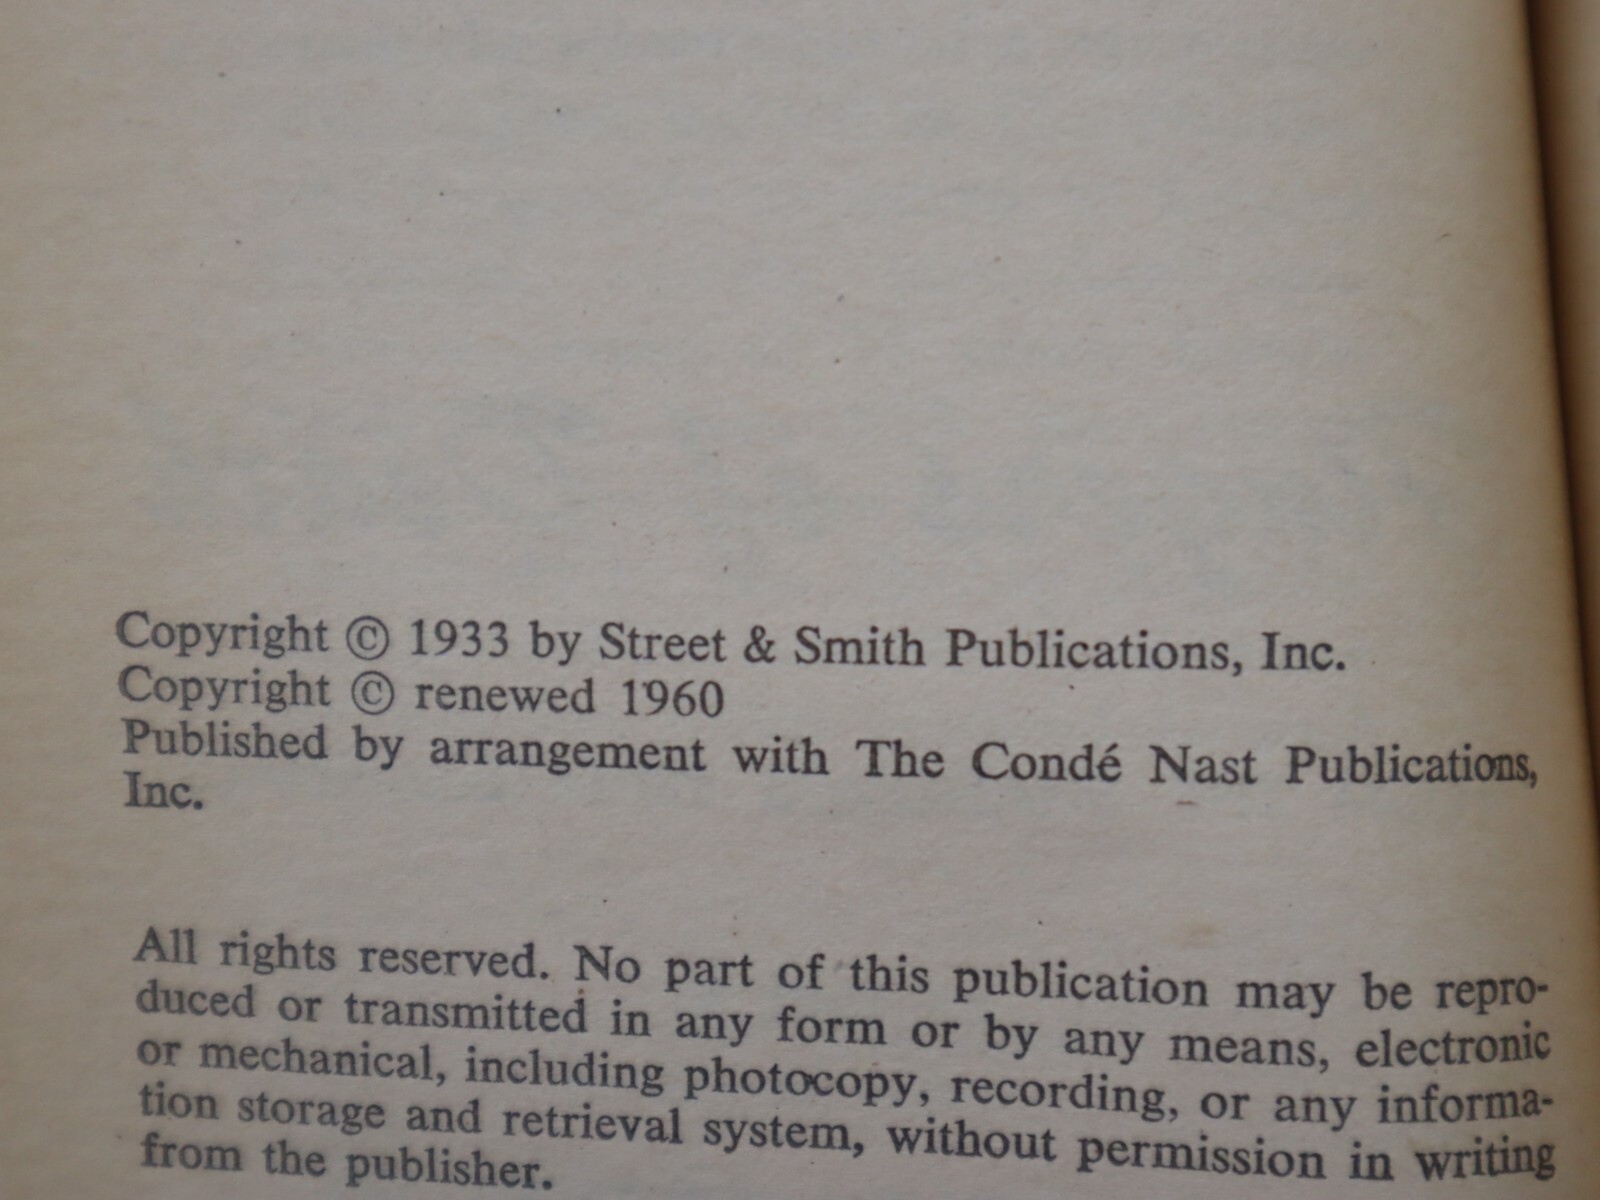 Copyright © 1933 by Street & Smith Publications, Inc.
Copyright © renewed 1960
Published by arrangement with The Condé Nast Publications,
Inc.
All rights reserved. No part of this publication may be repro-
duced or transmitted in any form or by any means, electronic
or mechanical, including photocopy, recording, or any informa-
tion storage and retrieval system, without permission in writing
from the publisher.